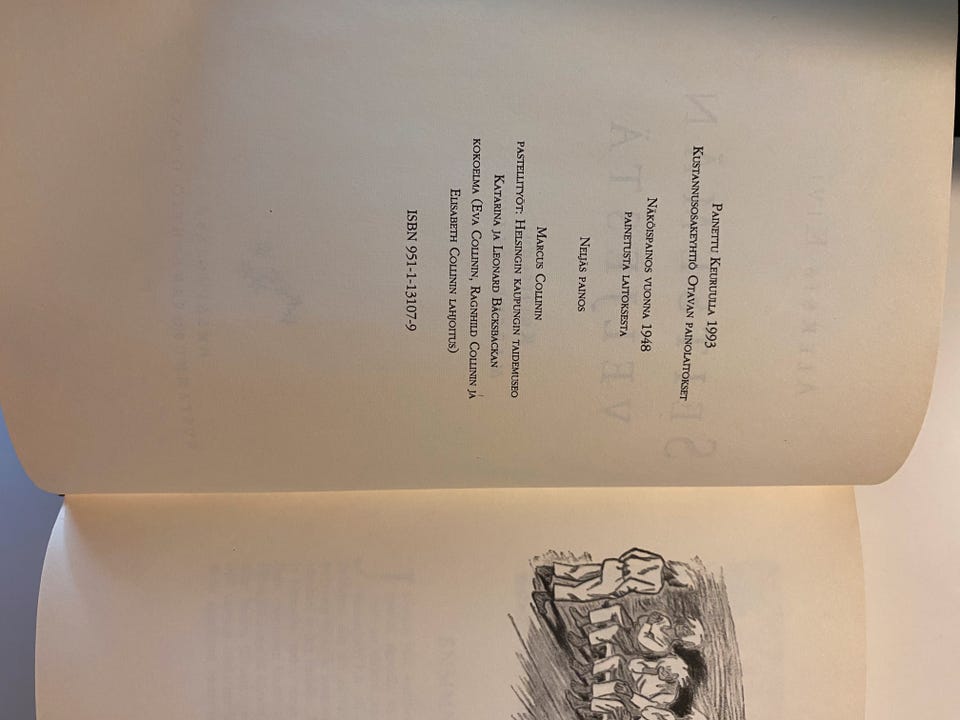 Painettu Keuruulla 1993
Kustannusosakeyhtiö Otavan painolaitokset
Näköispainos vuonna 1948
painetusta laitoksesta
Neljäs painos
Marcus Collinin
pastellityöt: Helsingin kaupungin taidemuseo
Katarina ja Leonard Bäcksbackan
kokoelma (Eva Collinin, Ragnhild Collinin ja
Elisabeth Collinin lahjoitus)
ISBN 951-1-13107-9